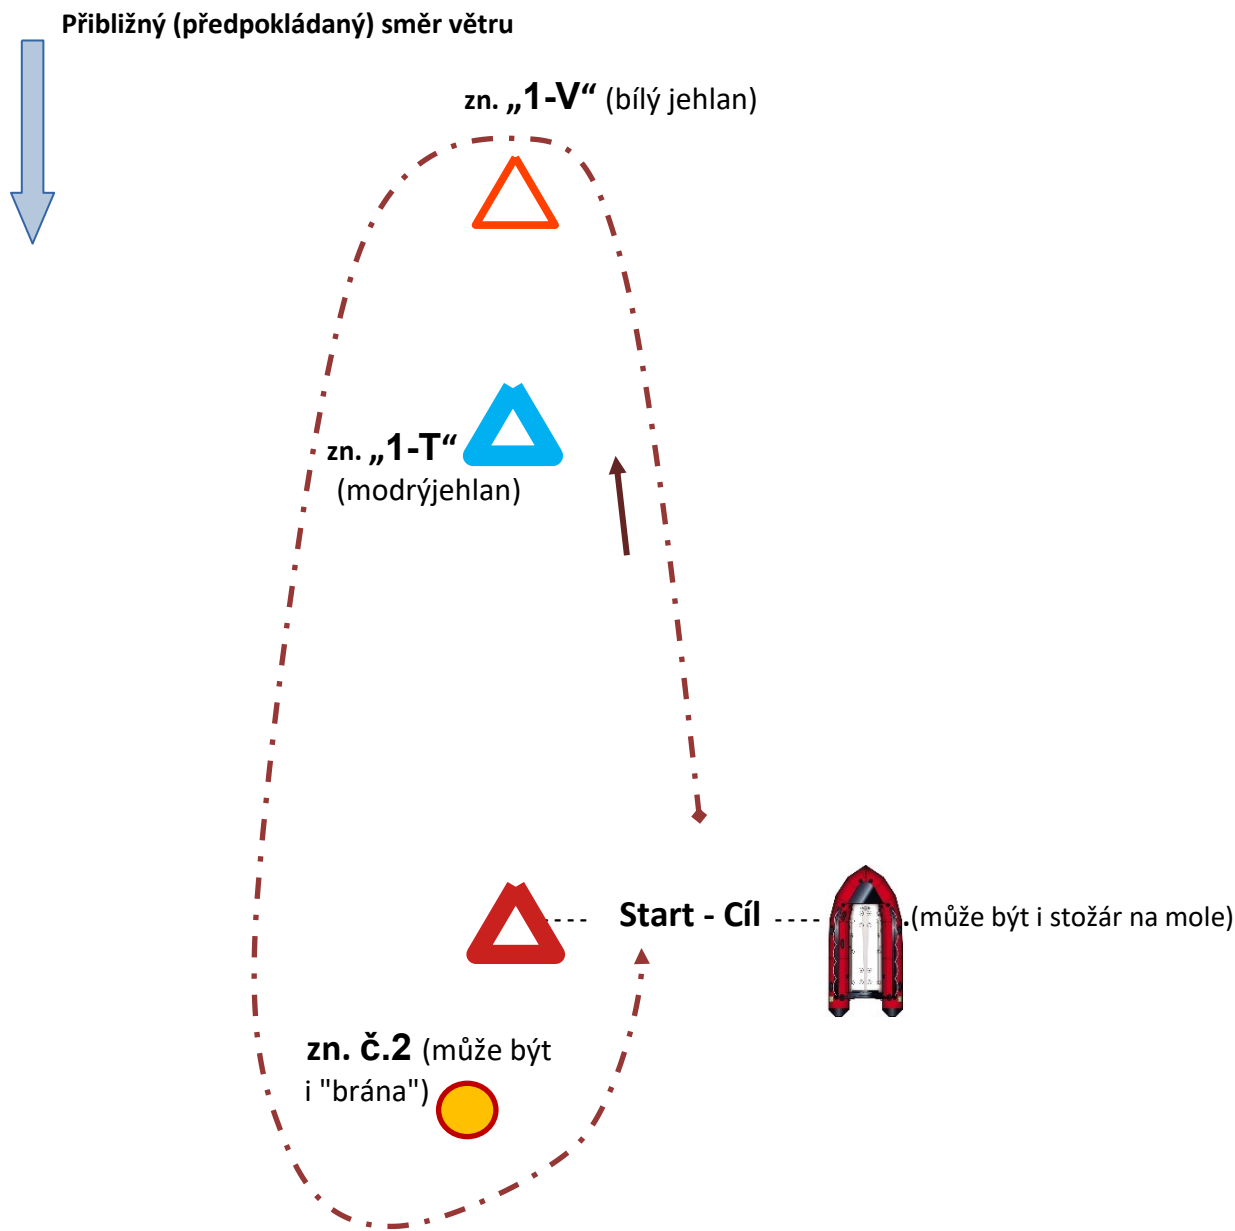 Přibližný (předpokládaný) směr větru
zn. „1-V“ (bílý jehlan)
zn. „1-T“
(modrýjehlan)
---- Start - Cíl ---- .(může být i stožár na mole)
zn. č.2 (může být
i "brána")